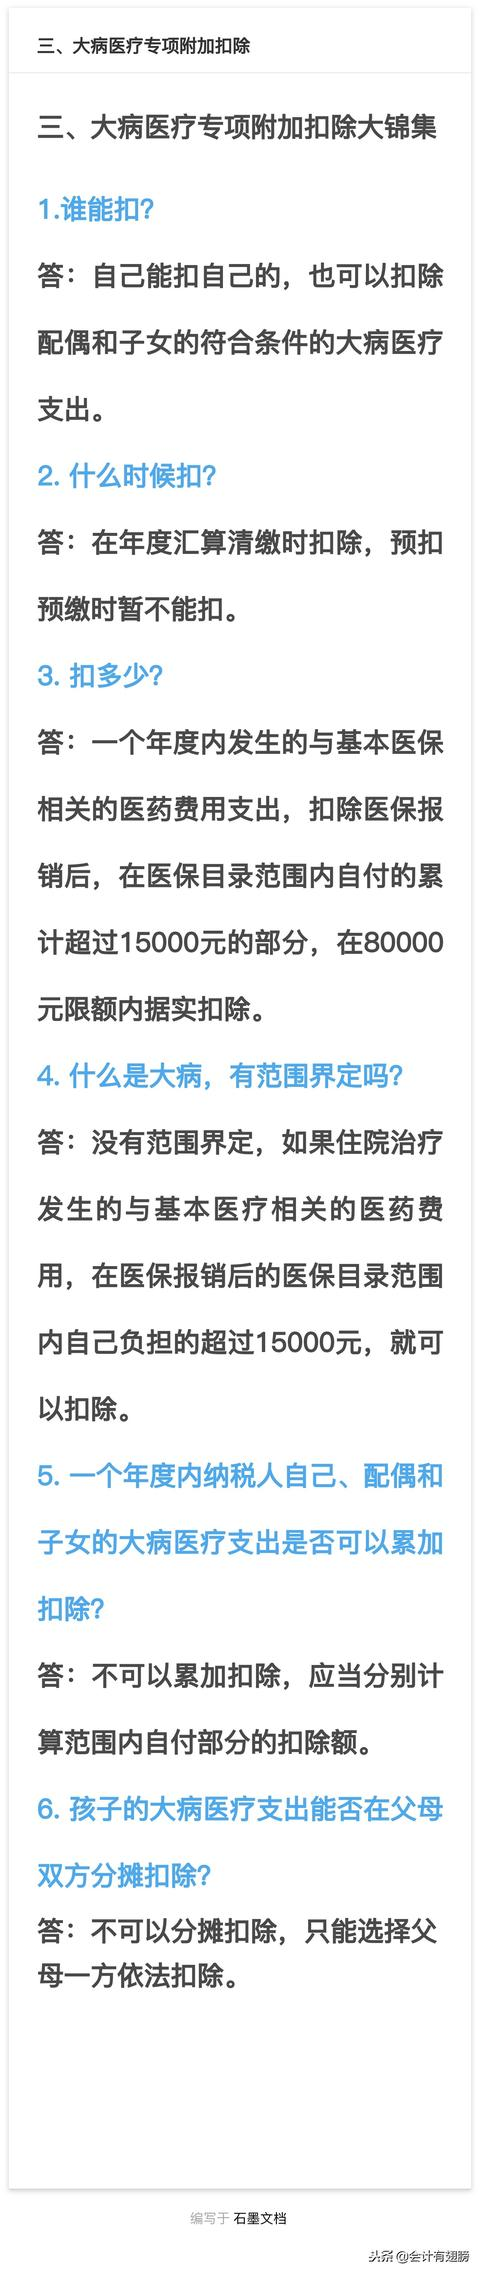 三、大病医疗专项附加扣除
三、大病医疗专项附加扣除大锦集
1.谁能扣？
答：自己能扣自己的，也可以扣除
配偶和子女的符合条件的大病医疗
支出。
2. 什么时候扣？
答：在年度汇算清缴时扣除，预扣
预缴时暂不能扣。
3. 扣多少？
答：一个年度内发生的与基本医保
相关的医药费用支出，扣除医保报
销后，在医保目录范围内自付的累
计超过15000元的部分，在80000
元限额内据实扣除。
4. 什么是大病，有范围界定吗？
答：没有范围界定，如果住院治疗
发生的与基本医疗相关的医药费
用，在医保报销后的医保目录范围
内自己负担的超过15000元，就可
以扣除。
5. 一个年度内纳税人自己、配偶和
子女的大病医疗支出是否可以累加
扣除？
答：不可以累加扣除，应当分别计
算范围内自付部分的扣除额。
6. 孩子的大病医疗支出能否在父母
双方分摊扣除？
答：不可以分摊扣除，只能选择父
母一方依法扣除。
编写于 石墨文档
头条 @会计有翅膀